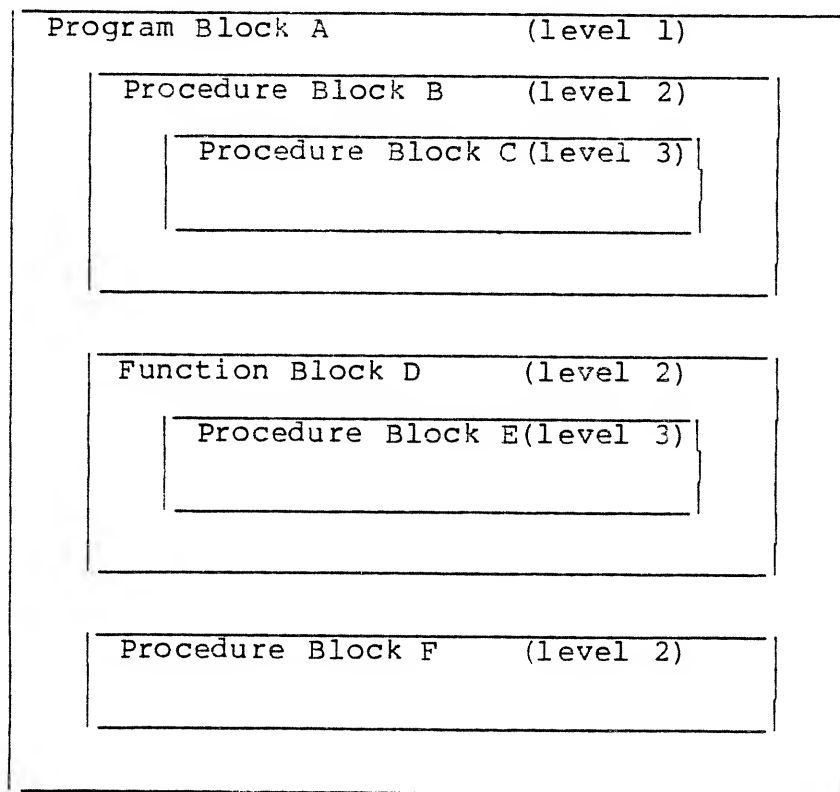 Program Block A (level 1)
Procedure Block B (level 2)
Procedure Block C (level 3)
Function Block D (level 2)
Procedure Block E (level 3)
Procedure Block F (level 2)